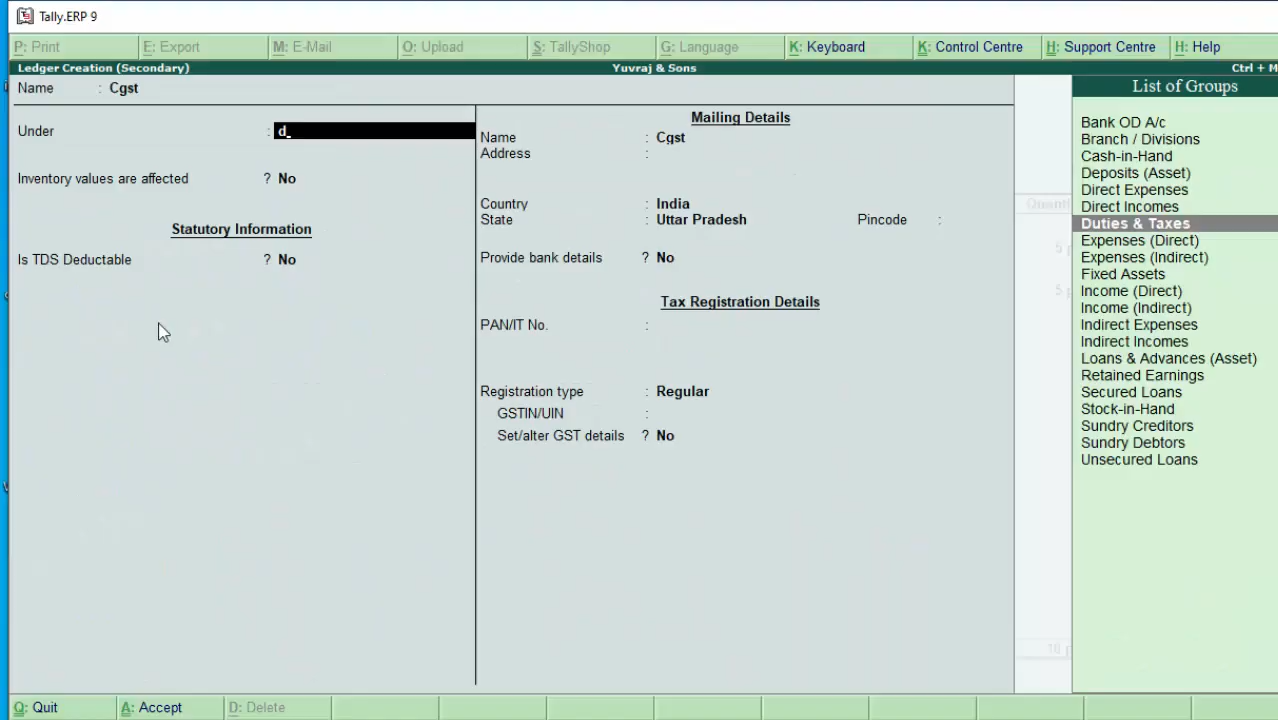 Tally.ERP 9
P: Print E: Export M: E-Mail O: Upload S: TallyShop G: Language K: Keyboard K: Control Centre H: Support Centre H: Help
Ledger Creation (Secondary) Yuvraj & Sons Ctrl + M
Name : Cgst
Under : d_
Inventory values are affected ? No
Statutory Information
Is TDS Deductable ? No
Mailing Details
Name : Cgst
Address :
Country : India
State : Uttar Pradesh Pincode :
Provide bank details ? No
Tax Registration Details
PAN/IT No. :
Registration type : Regular
GSTIN/UIN :
Set/alter GST details ? No
Quanti
5 p
5 p
10 p
List of Groups
Bank OD A/c
Branch / Divisions
Cash-in-Hand
Deposits (Asset)
Direct Expenses
Direct Incomes
Duties & Taxes
Expenses (Direct)
Expenses (Indirect)
Fixed Assets
Income (Direct)
Income (Indirect)
Indirect Expenses
Indirect Incomes
Loans & Advances (Asset)
Retained Earnings
Secured Loans
Stock-in-Hand
Sundry Creditors
Sundry Debtors
Unsecured Loans
Q: Quit A: Accept D: Delete